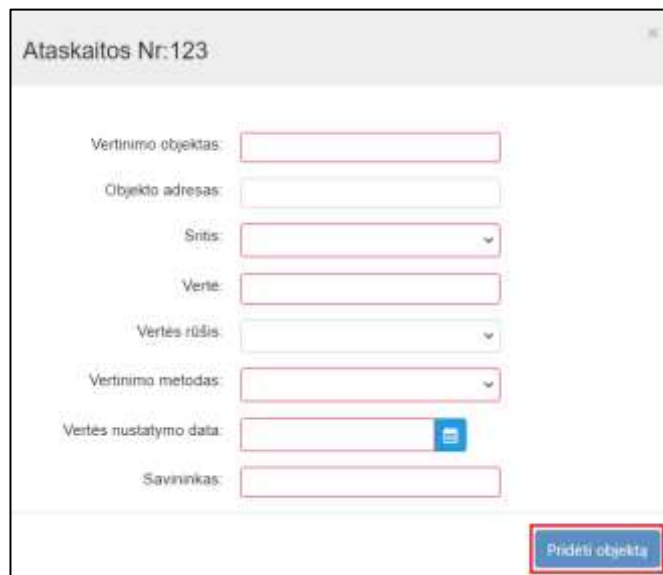 Ataskaitos Nr:123
Vertinimo objektas:
Objekto adresas:
Sritis:
Vertė:
Vertės rūšis:
Vertinimo metodas:
Vertės nustatymo data:
Savininkas:
Pridėti objektą